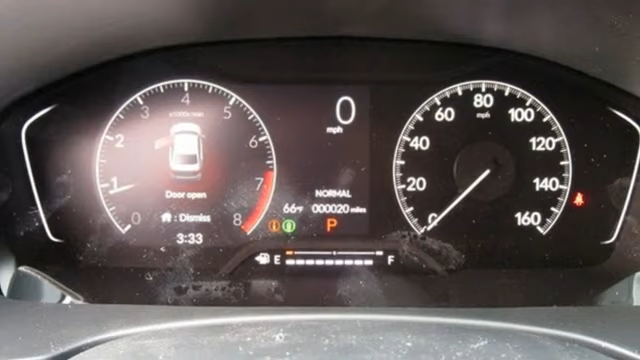 x1000r/min
0
1
2
3
4
5
6
7
8
Door open
: Dismiss
3:33
0
mph
NORMAL
66°F
000020 miles
P
E
F
0
20
40
60
80
100
120
140
160
mph